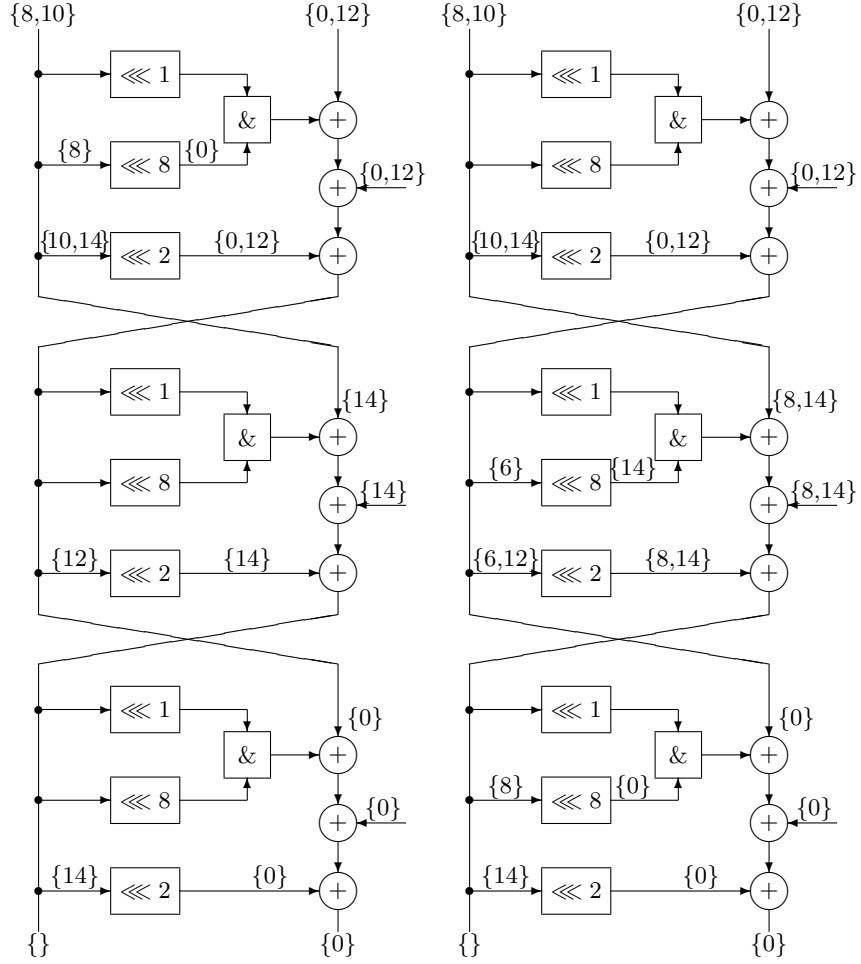 {8,10} {0,12} {8,10} {0,12}
⋘ 1 ⋘ 1
& + & +
{8} ⋘ 8 {0} ⋘ 8
+ {0,12} + {0,12}
{10,14} ⋘ 2 {0,12} + {10,14} ⋘ 2 {0,12} +
⋘ 1 {14} ⋘ 1 {8,14}
& + & +
⋘ 8 {6} ⋘ 8 {14}
+ {14} + {8,14}
{12} ⋘ 2 {14} + {6,12} ⋘ 2 {8,14} +
⋘ 1 {0} ⋘ 1 {0}
& + & +
⋘ 8 {8} ⋘ 8 {0}
+ {0} + {0}
{14} ⋘ 2 {0} + {14} ⋘ 2 {0} +
{} {0} {} {0}